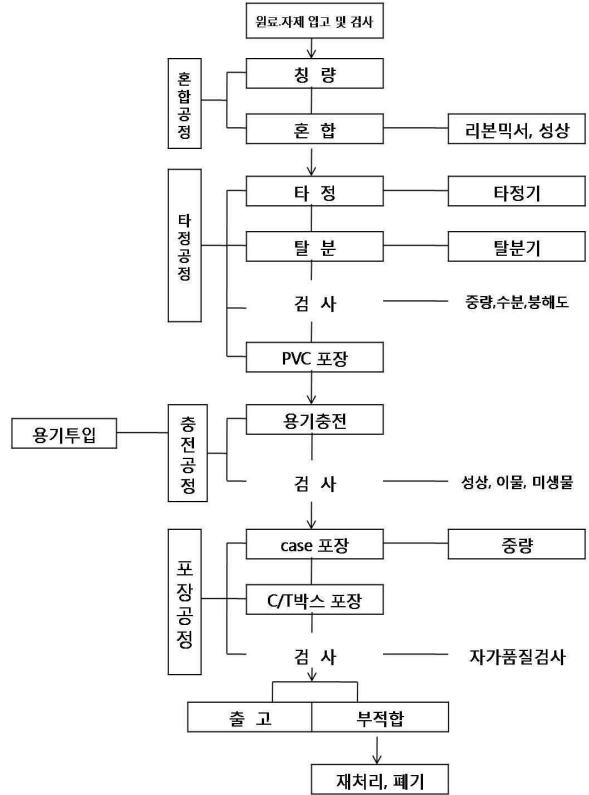 원료.자제 입고 및 검사
혼합공정
칭 량
혼 합
리본믹서, 성상
타정공정
타 정
타정기
탈 분
탈분기
검 사
중량,수분,붕해도
PVC 포장
용기투입
충전공정
용기충전
검 사
성상, 이물, 미생물
포장공정
case 포장
중량
C/T박스 포장
검 사
자가품질검사
출 고
부적합
재처리, 폐기